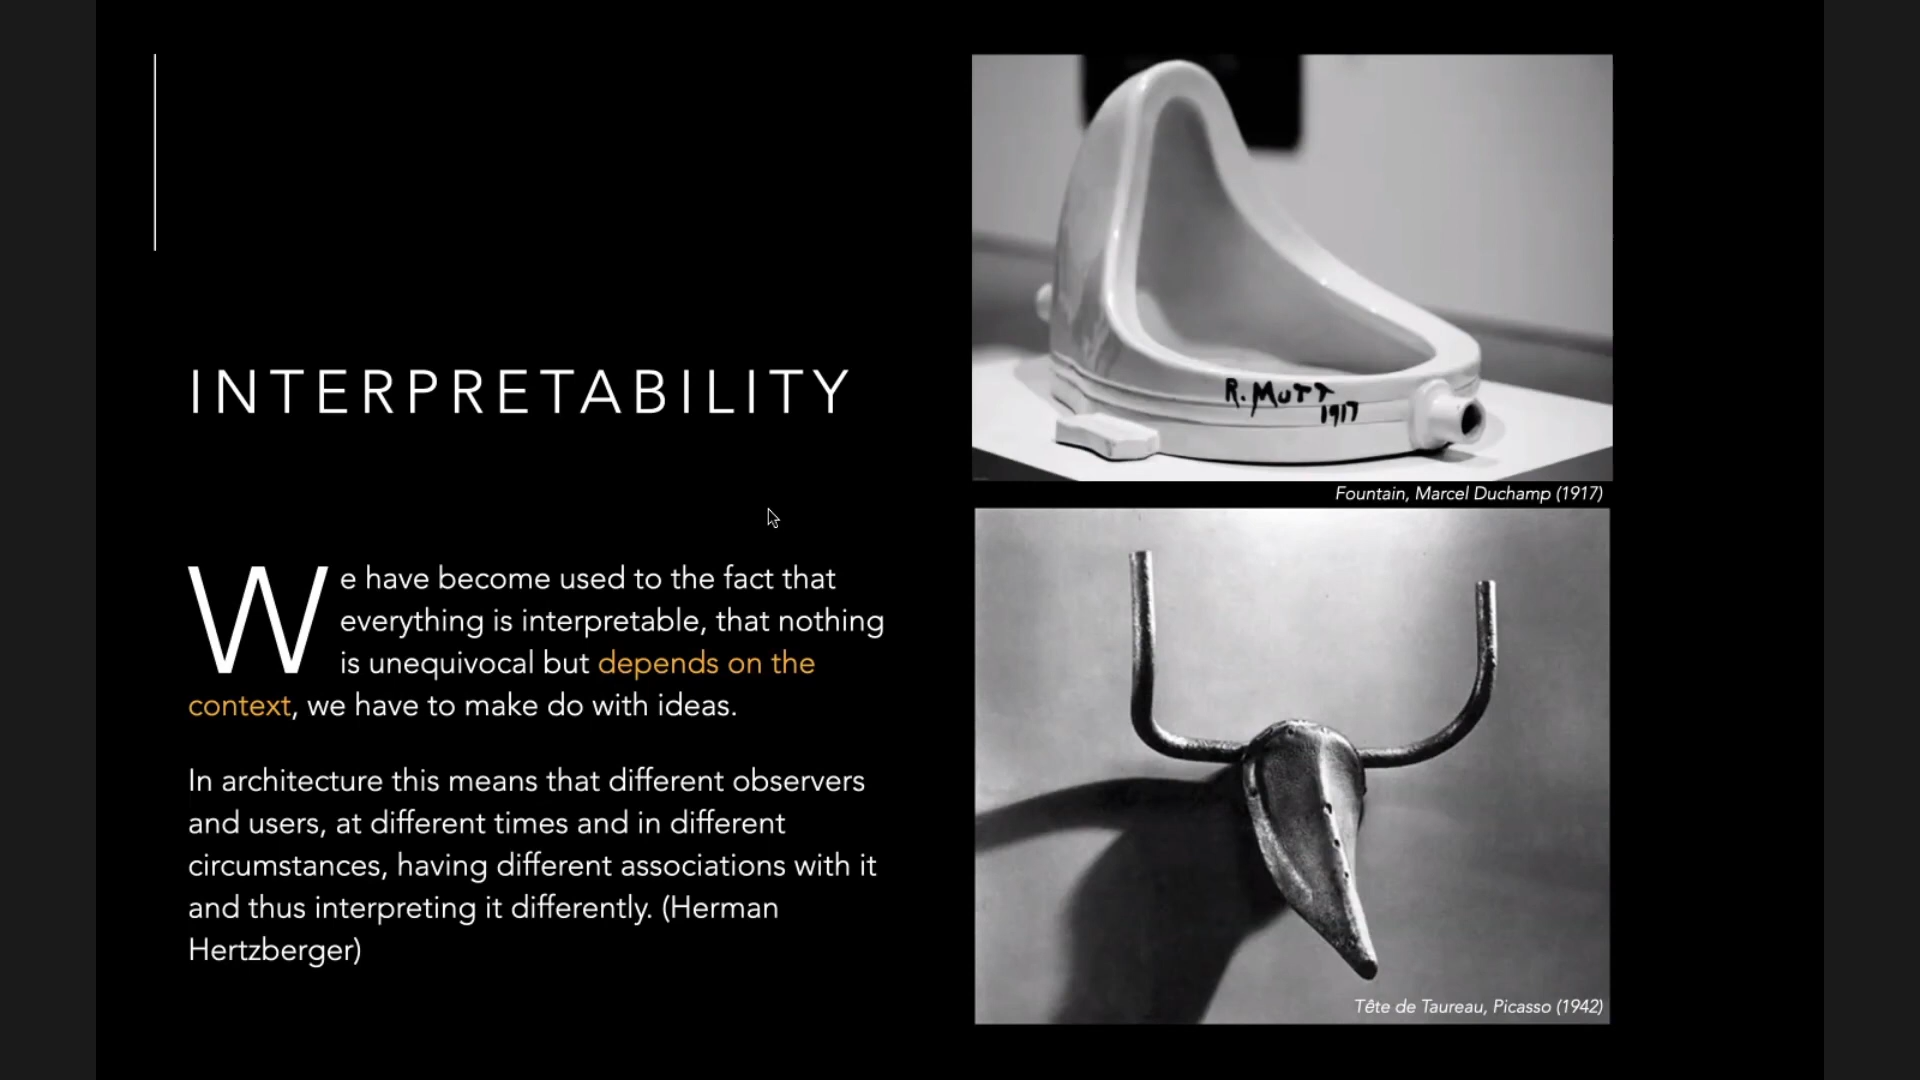 INTERPRETABILITY
We have become used to the fact that
everything is interpretable, that nothing
is unequivocal but depends on the
context, we have to make do with ideas.
In architecture this means that different observers
and users, at different times and in different
circumstances, having different associations with it
and thus interpreting it differently. (Herman
Hertzberger)
R. MUTT
1917
Fountain, Marcel Duchamp (1917)
Tête de Taureau, Picasso (1942)